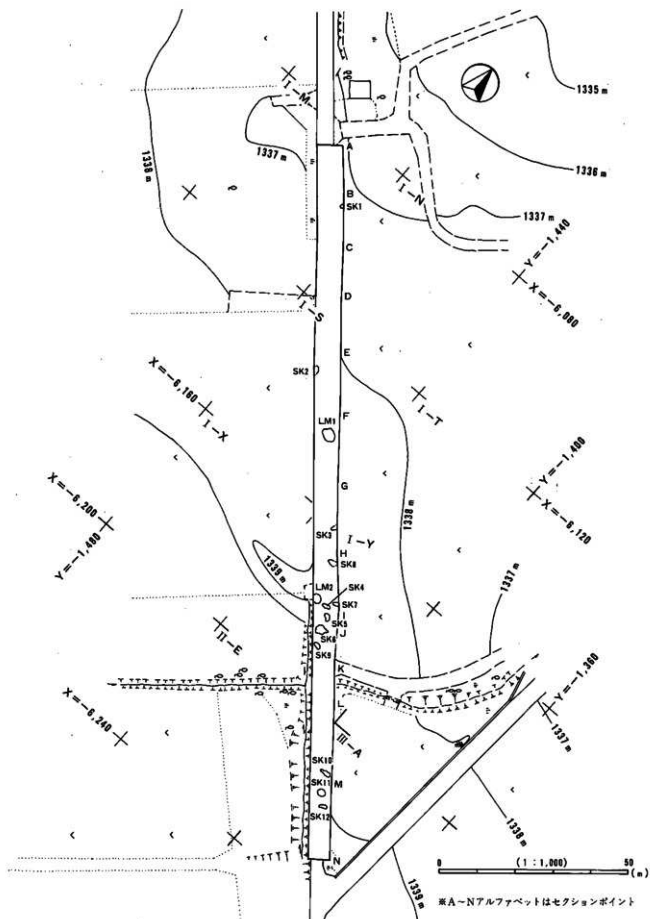 1335 m
I-M
1338 m
1337 m
A
I-N
1336 m
B
SK1
1337 m
C
Y=-1,440
X=-6,080
D
I-S
E
SK2
X=-6,160
I-X
I-T
LM1
F
Y=-1,400
X=-6,120
G
X=-6,200
Y=-1,480
1338 m
SK3
I-Y
H
SK8
1339 m
1337 m
LM2
SK4
SK7
SK5
I
J
SK6
II-E
SK9
K
Y=-1,360
1337 m
X=-6,240
L
III-A
SK10
SK11
M
SK12
1338 m
N
1339 m
0 (1:1,000) 50
(m)
※A~Nアルファベットはセクションポイント